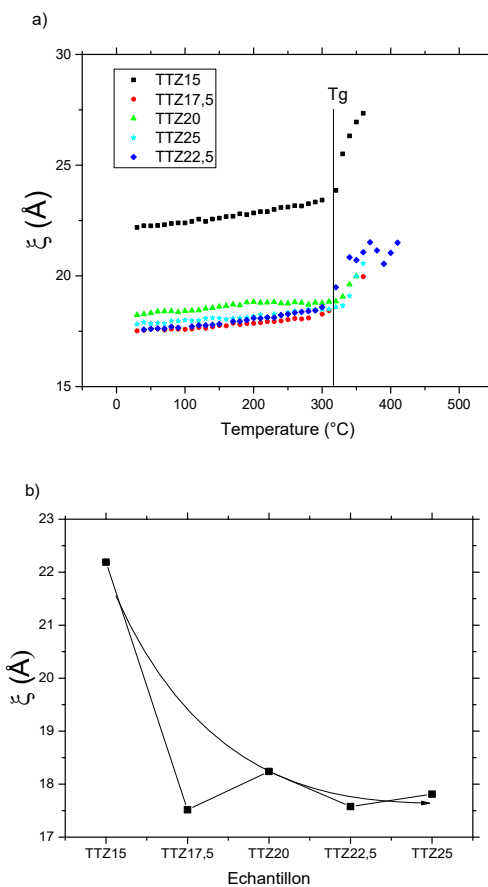 a)
30
25
20
15
ξ (Å)
TTZ15
TTZ17,5
TTZ20
TTZ25
TTZ22,5
Tg
0 100 200 300 400 500
Temperature (°C)
b)
23
22
21
20
19
18
17
ξ (Å)
TTZ15 TTZ17,5 TTZ20 TTZ22,5 TTZ25
Echantillon